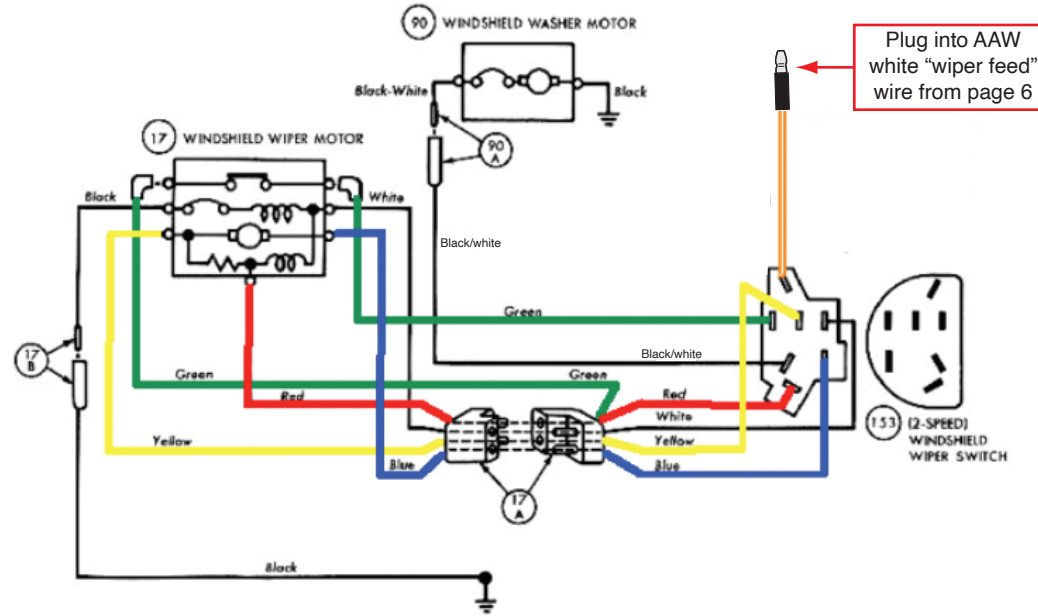 90 WINDSHIELD WASHER MOTOR
Plug into AAW
white “wiper feed”
wire from page 6
Black-White
Black
17 WINDSHIELD WIPER MOTOR
90
A
Black
White
Black/white
Green
Black/white
17
B
Green
Green
Red
Red
White
Yellow
Yellow
Blue
Blue
153 (2-SPEED)
WINDSHIELD
WIPER SWITCH
17
A
Black